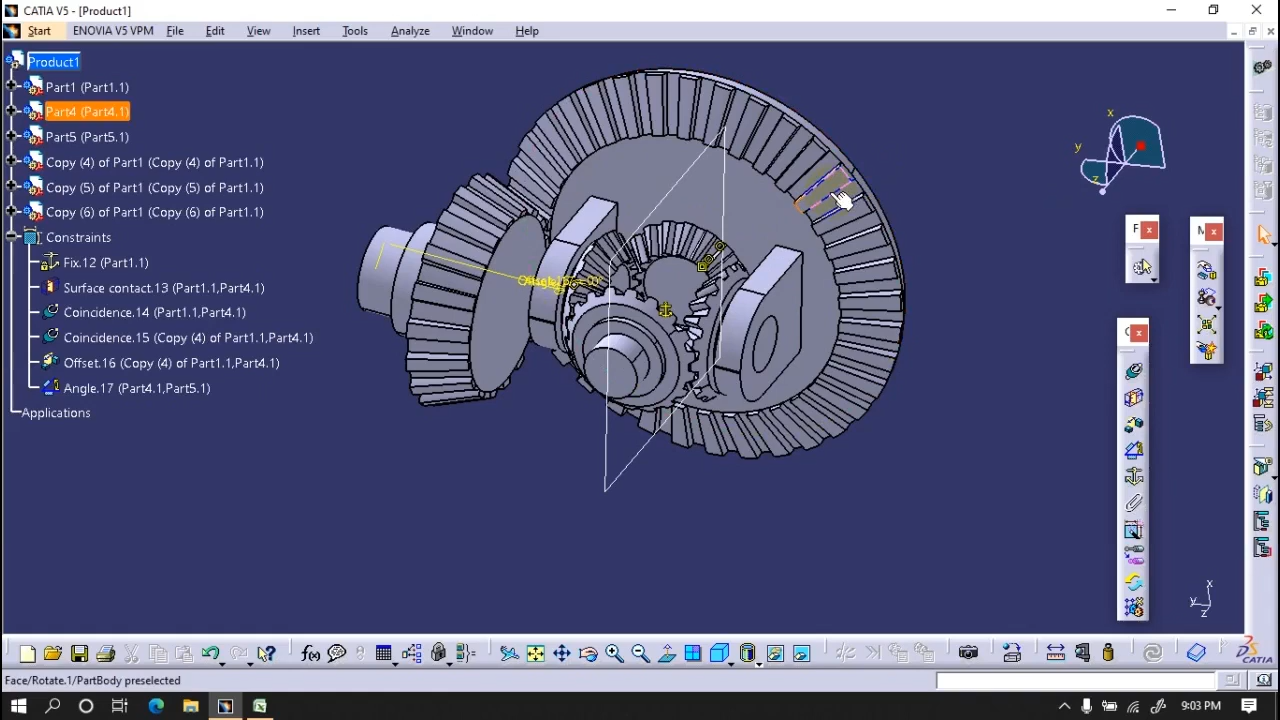 CATIA V5 - [Product1]
Start ENOVIA V5 VPM File Edit View Insert Tools Analyze Window Help
Product1
Part1 (Part1.1)
Part4 (Part4.1)
Part5 (Part5.1)
Copy (4) of Part1 (Copy (4) of Part1.1)
Copy (5) of Part1 (Copy (5) of Part1.1)
Copy (6) of Part1 (Copy (6) of Part1.1)
Constraints
Fix.12 (Part1.1)
Surface contact.13 (Part1.1,Part4.1)
Coincidence.14 (Part1.1,Part4.1)
Coincidence.15 (Copy (4) of Part1.1,Part4.1)
Offset.16 (Copy (4) of Part1.1,Part4.1)
Angle.17 (Part4.1,Part5.1)
Applications
x
y
z
F
x
y
z
f(x)
CATIA
Face/Rotate.1/PartBody preselected
9:03 PM